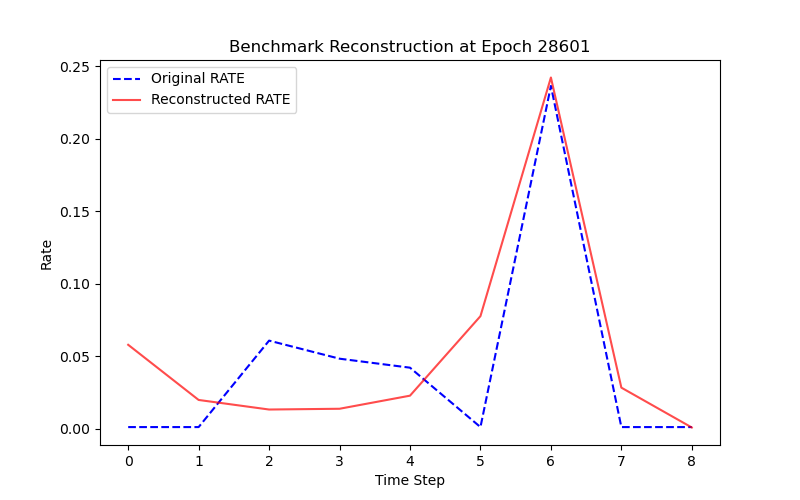 Benchmark Reconstruction at Epoch 28601
Original RATE
Reconstructed RATE
0.25
0.20
0.15
0.10
0.05
0.00
Rate
0 1 2 3 4 5 6 7 8
Time Step